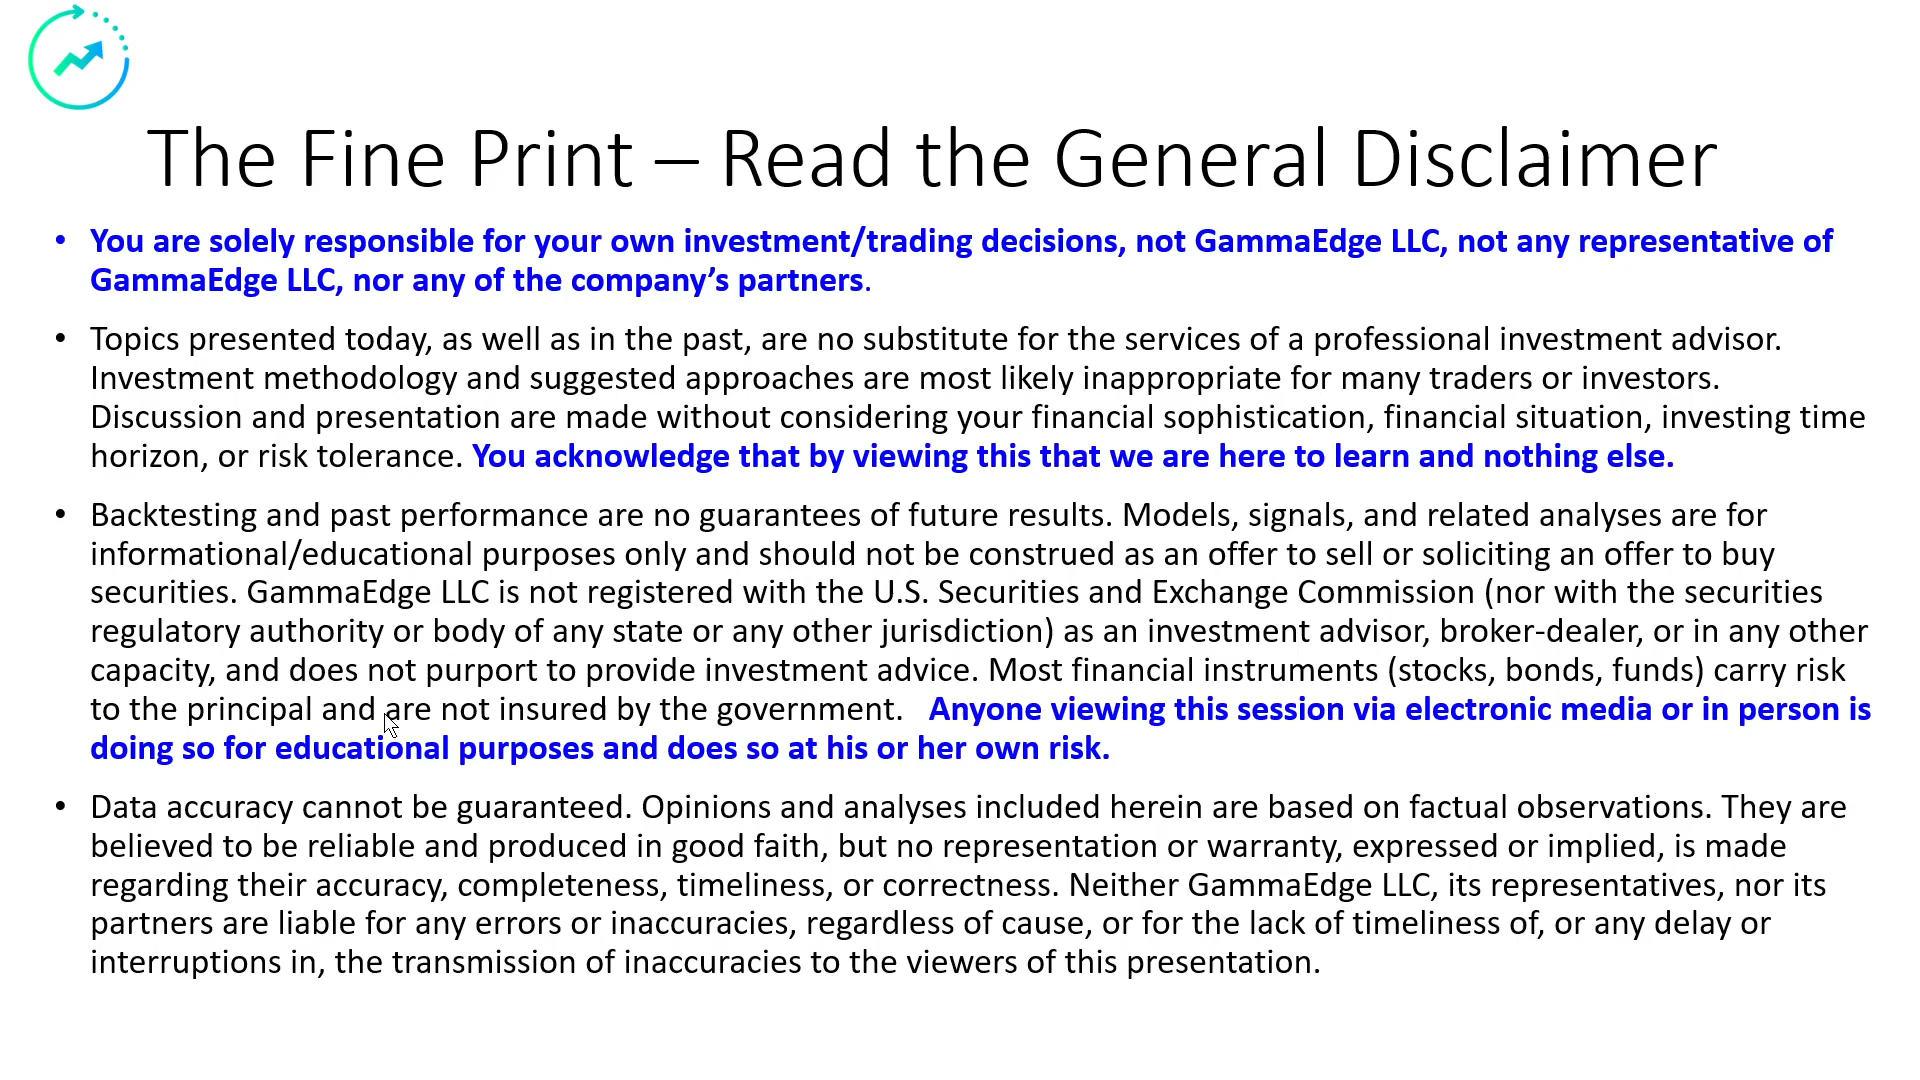 The Fine Print – Read the General Disclaimer
• You are solely responsible for your own investment/trading decisions, not GammaEdge LLC, not any representative of
GammaEdge LLC, nor any of the company’s partners.
• Topics presented today, as well as in the past, are no substitute for the services of a professional investment advisor.
Investment methodology and suggested approaches are most likely inappropriate for many traders or investors.
Discussion and presentation are made without considering your financial sophistication, financial situation, investing time
horizon, or risk tolerance. You acknowledge that by viewing this that we are here to learn and nothing else.
• Backtesting and past performance are no guarantees of future results. Models, signals, and related analyses are for
informational/educational purposes only and should not be construed as an offer to sell or soliciting an offer to buy
securities. GammaEdge LLC is not registered with the U.S. Securities and Exchange Commission (nor with the securities
regulatory authority or body of any state or any other jurisdiction) as an investment advisor, broker-dealer, or in any other
capacity, and does not purport to provide investment advice. Most financial instruments (stocks, bonds, funds) carry risk
to the principal and are not insured by the government. Anyone viewing this session via electronic media or in person is
doing so for educational purposes and does so at his or her own risk.
• Data accuracy cannot be guaranteed. Opinions and analyses included herein are based on factual observations. They are
believed to be reliable and produced in good faith, but no representation or warranty, expressed or implied, is made
regarding their accuracy, completeness, timeliness, or correctness. Neither GammaEdge LLC, its representatives, nor its
partners are liable for any errors or inaccuracies, regardless of cause, or for the lack of timeliness of, or any delay or
interruptions in, the transmission of inaccuracies to the viewers of this presentation.